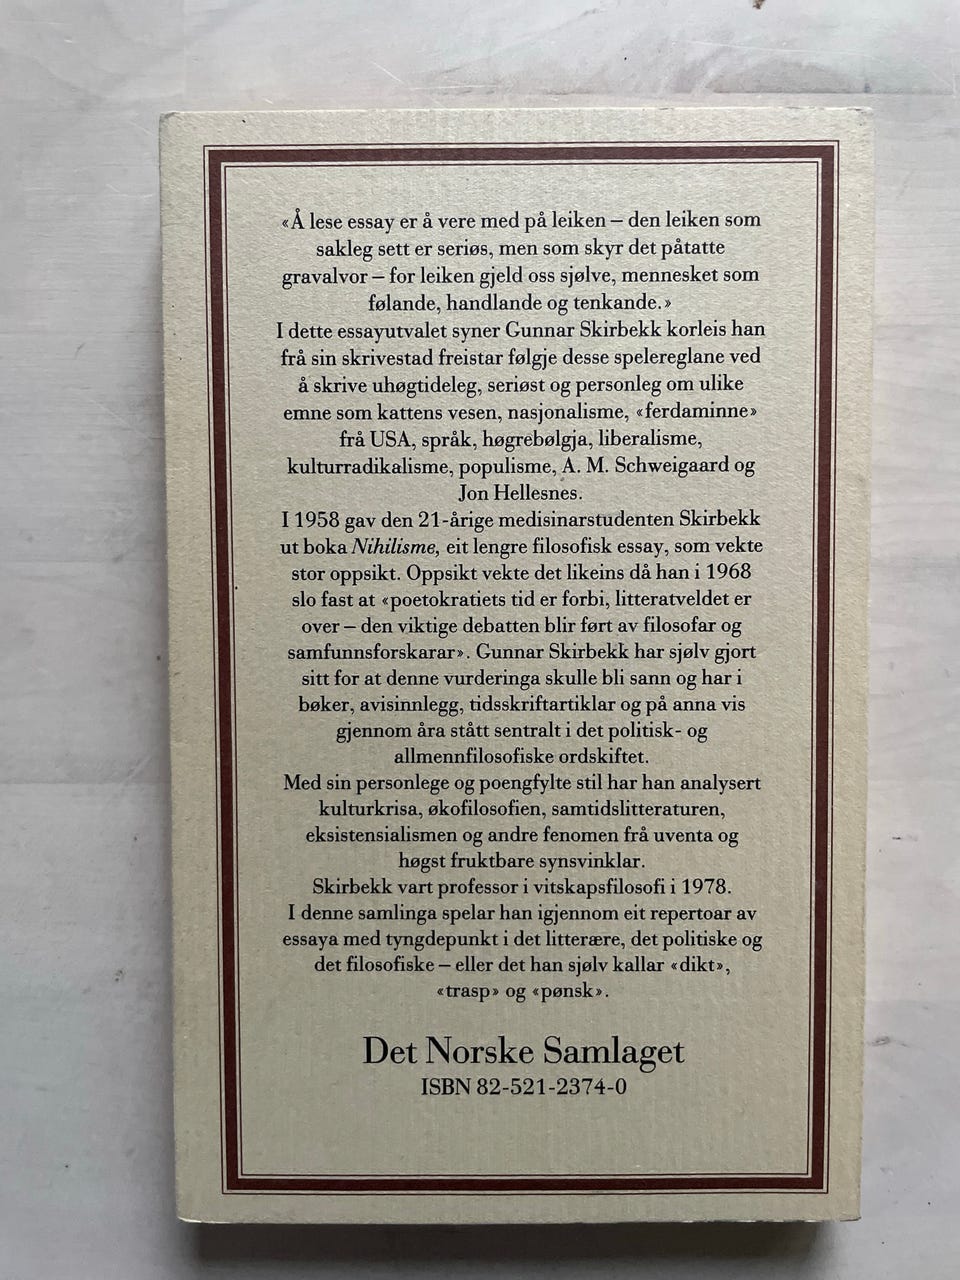 «Å lese essay er å vere med på leiken – den leiken som
sakleg sett er seriøs, men som skyr det påtatte
gravalvor – for leiken gjeld oss sjølve, mennesket som
følande, handlande og tenkande.»
I dette essayutvalet syner Gunnar Skirbekk korleis han
frå sin skrivestad freistar følgje desse spelereglane ved
å skrive uhøgtideleg, seriøst og personleg om ulike
emne som kattens vesen, nasjonalisme, «ferdaminne»
frå USA, språk, høgrebølgja, liberalisme,
kulturradikalisme, populisme, A. M. Schweigaard og
Jon Hellesnes.
I 1958 gav den 21-årige medisinarstudenten Skirbekk
ut boka Nihilisme, eit lengre filosofisk essay, som vekte
stor oppsikt. Oppsikt vekte det likeins då han i 1968
slo fast at «poetokratiets tid er forbi, litteratveldet er
over – den viktige debatten blir ført av filosofar og
samfunnsforskarar». Gunnar Skirbekk har sjølv gjort
sitt for at denne vurderinga skulle bli sann og har i
bøker, avisinnlegg, tidsskriftartiklar og på anna vis
gjennom åra stått sentralt i det politisk- og
allmennfilosofiske ordskiftet.
Med sin personlege og poengfylte stil har han analysert
kulturkrisa, økofilosofien, samtidslitteraturen,
eksistensialismen og andre fenomen frå uventa og
høgst fruktbare synsvinklar.
Skirbekk vart professor i vitskapsfilosofi i 1978.
I denne samlinga spelar han igjennom eit repertoar av
essaya med tyngdepunkt i det litterære, det politiske og
det filosofiske – eller det han sjølv kallar «dikt»,
«trasp» og «pønsk».
Det Norske Samlaget
ISBN 82-521-2374-0